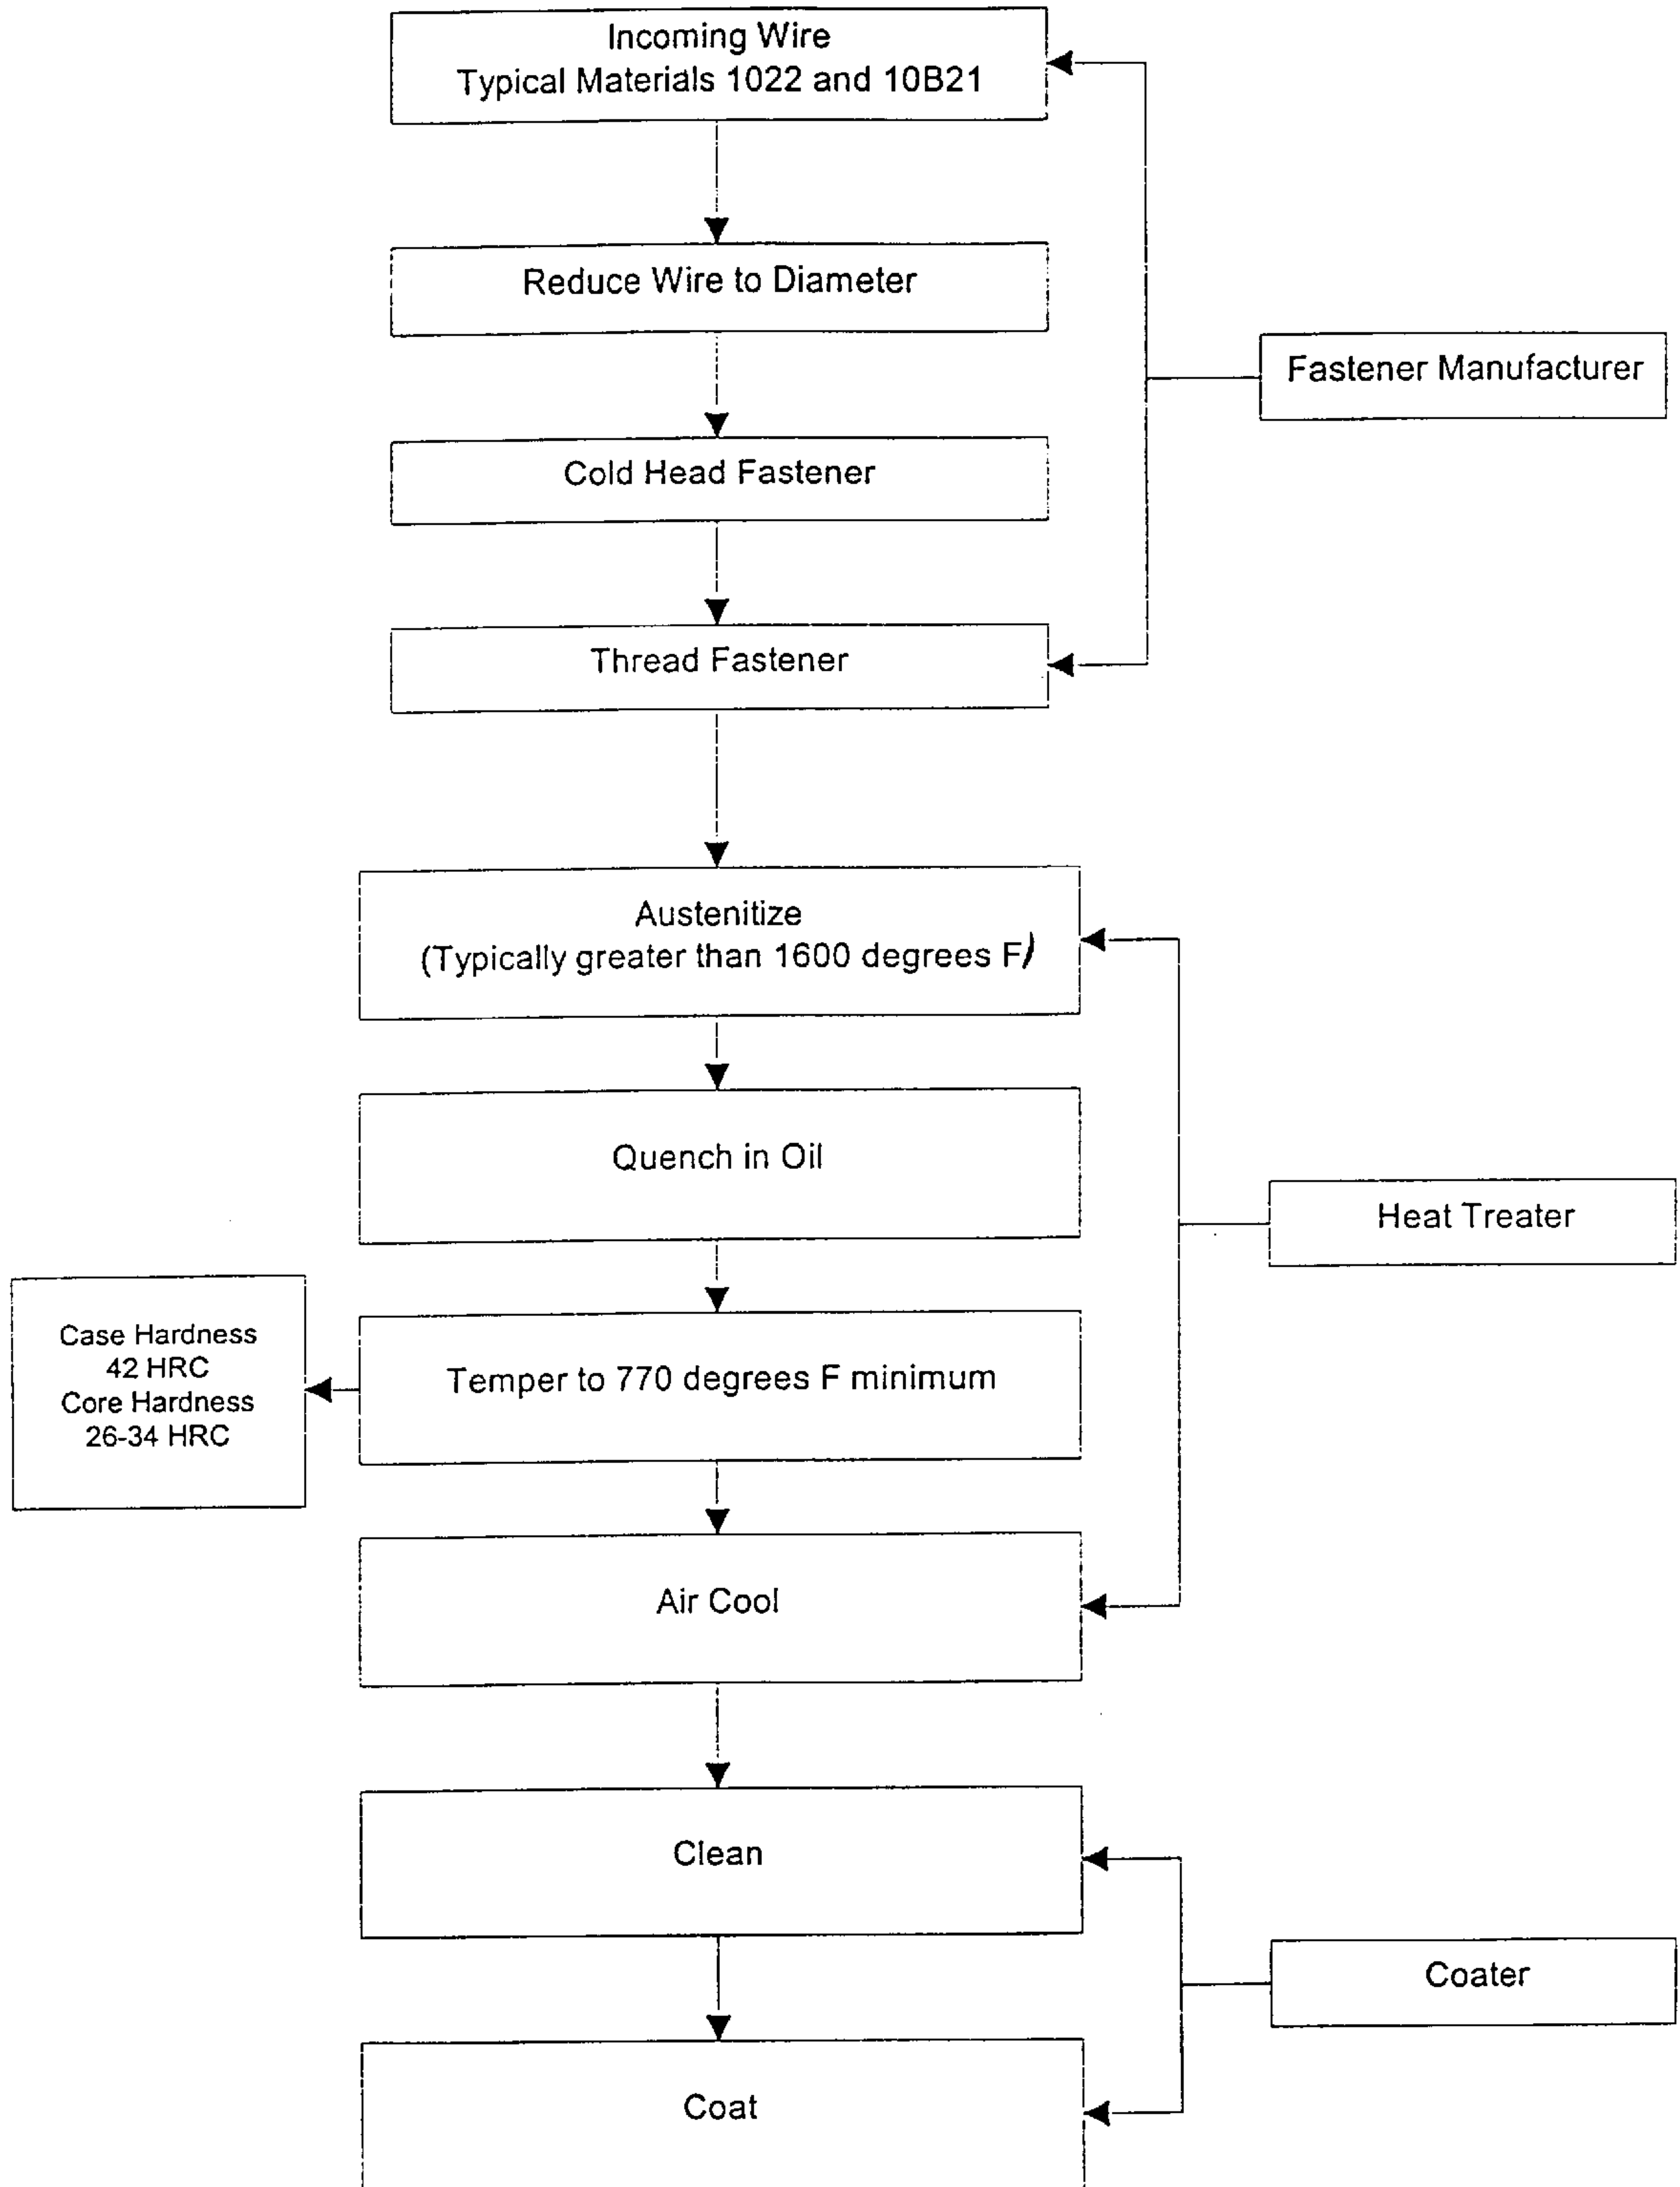 Incoming Wire
Typical Materials 1022 and 10B21
Reduce Wire to Diameter
Fastener Manufacturer
Cold Head Fastener
Thread Fastener
Austenitize
(Typically greater than 1600 degrees F)
Quench in Oil
Heat Treater
Case Hardness
42 HRC
Core Hardness
26-34 HRC
Temper to 770 degrees F minimum
Air Cool
Clean
Coater
Coat